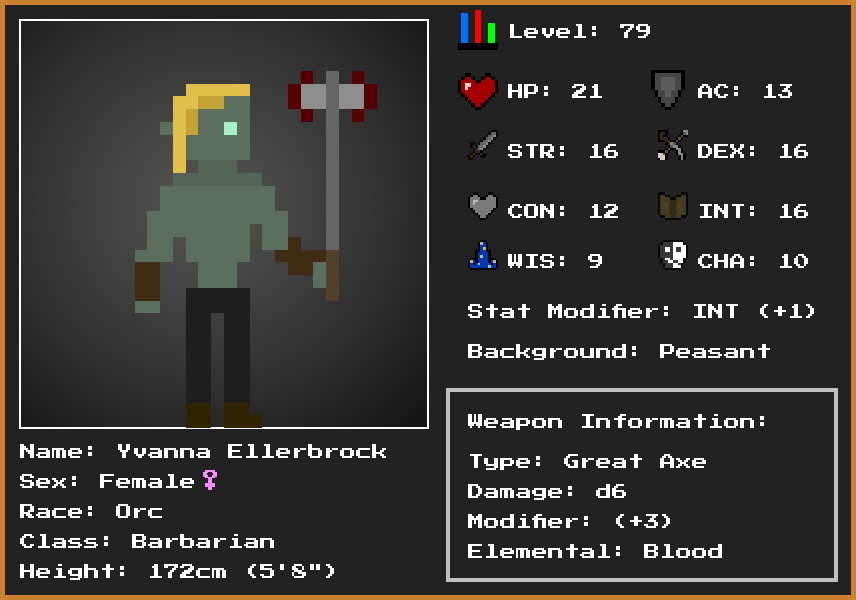 Level: 79
HP: 21
AC: 13
STR: 16
DEX: 16
CON: 12
INT: 16
WIS: 9
CHA: 10
Stat Modifier: INT (+1)
Background: Peasant
Weapon Information:
Type: Great Axe
Damage: d6
Modifier: (+3)
Elemental: Blood
Name: Yvanna Ellerbrock
Sex: Female♀
Race: Orc
Class: Barbarian
Height: 172cm (5'8")